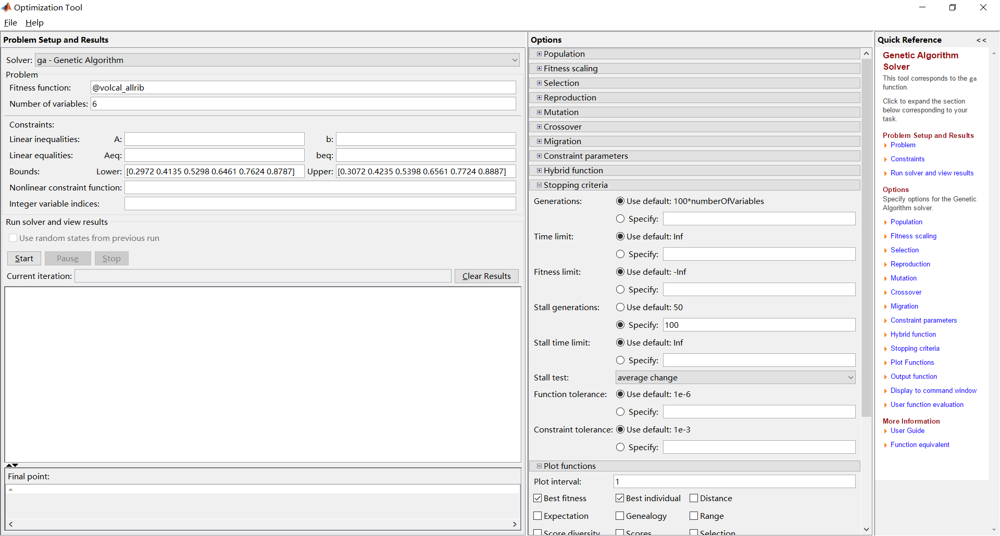 Optimization Tool
File Help
Problem Setup and Results
Solver: ga - Genetic Algorithm
Problem
Fitness function: @volcal_allrib
Number of variables: 6
Constraints:
Linear inequalities: A: b:
Linear equalities: Aeq: beq:
Bounds: Lower: [0.2972 0.4135 0.5298 0.6461 0.7624 0.8787] Upper: [0.3072 0.4235 0.5398 0.6561 0.7724 0.8887]
Nonlinear constraint function:
Integer variable indices:
Run solver and view results
Use random states from previous run
Start Pause Stop
Current iteration: Clear Results
Final point:
Options
Population
Fitness scaling
Selection
Reproduction
Mutation
Crossover
Migration
Constraint parameters
Hybrid function
Stopping criteria
Generations: Use default: 100*numberOfVariables
Specify:
Time limit: Use default: Inf
Specify:
Fitness limit: Use default: -Inf
Specify:
Stall generations: Use default: 50
Specify: 100
Stall time limit: Use default: Inf
Specify:
Stall test: average change
Function tolerance: Use default: 1e-6
Specify:
Constraint tolerance: Use default: 1e-3
Specify:
Plot functions
Plot interval: 1
Best fitness Best individual Distance
Expectation Genealogy Range
Score diversity Scores Selection
Quick Reference <<
Genetic Algorithm
Solver
This tool corresponds to the ga
function.
Click to expand the section
below corresponding to your
task.
Problem Setup and Results
Problem
Constraints
Run solver and view results
Options
Specify options for the Genetic
Algorithm solver.
Population
Fitness scaling
Selection
Reproduction
Mutation
Crossover
Migration
Constraint parameters
Hybrid function
Stopping criteria
Plot Functions
Output function
Display to command window
User function evaluation
More Information
User Guide
Function equivalent